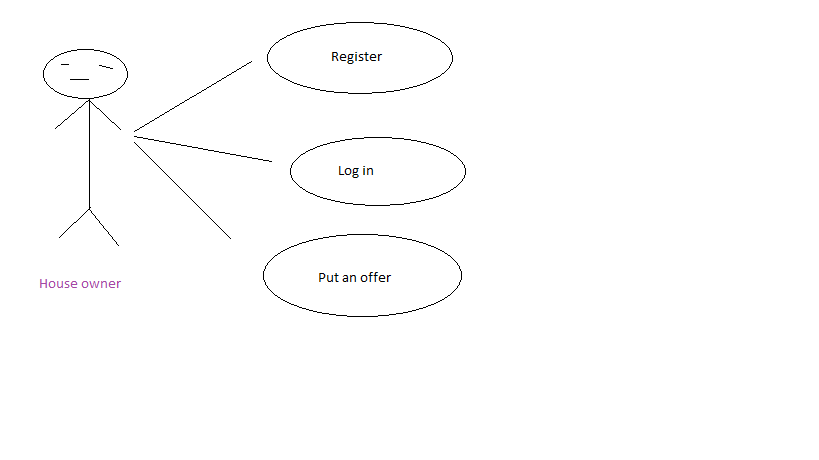 Register
Log in
Put an offer
House owner